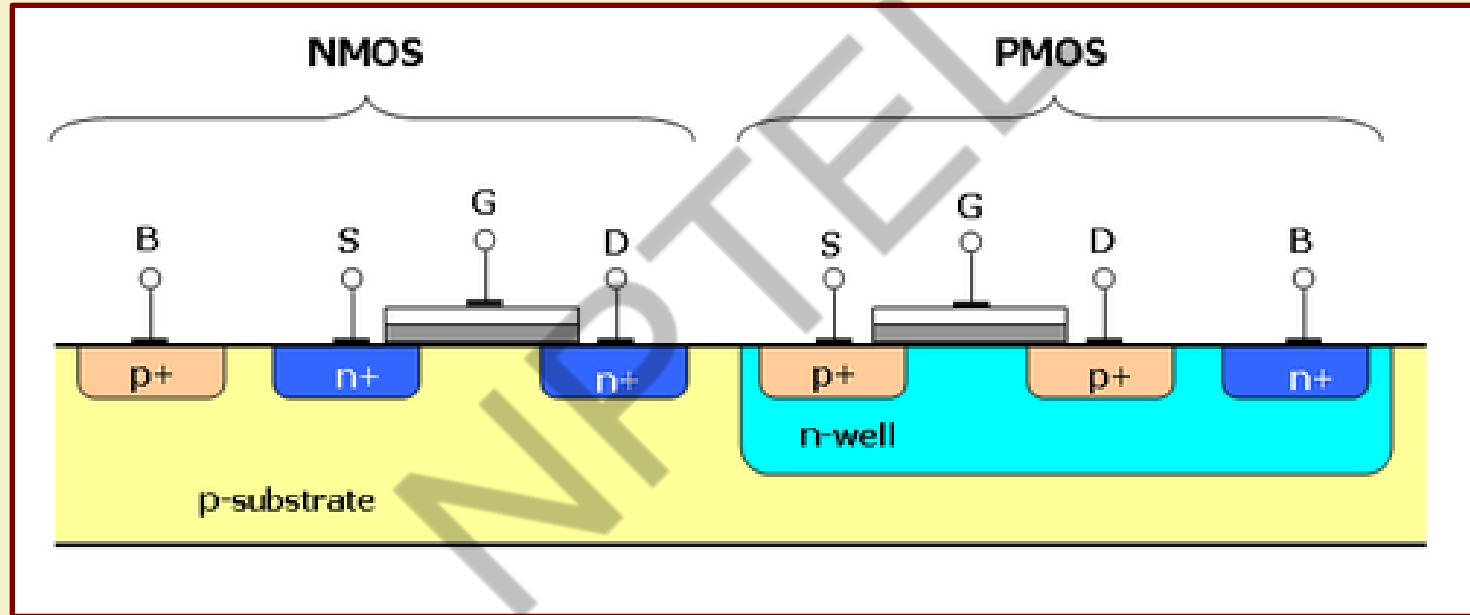 NMOS PMOS
G G
B S D S D B
p+ n+ n+ p+ p+ n+
n-well
p-substrate
NPTEL